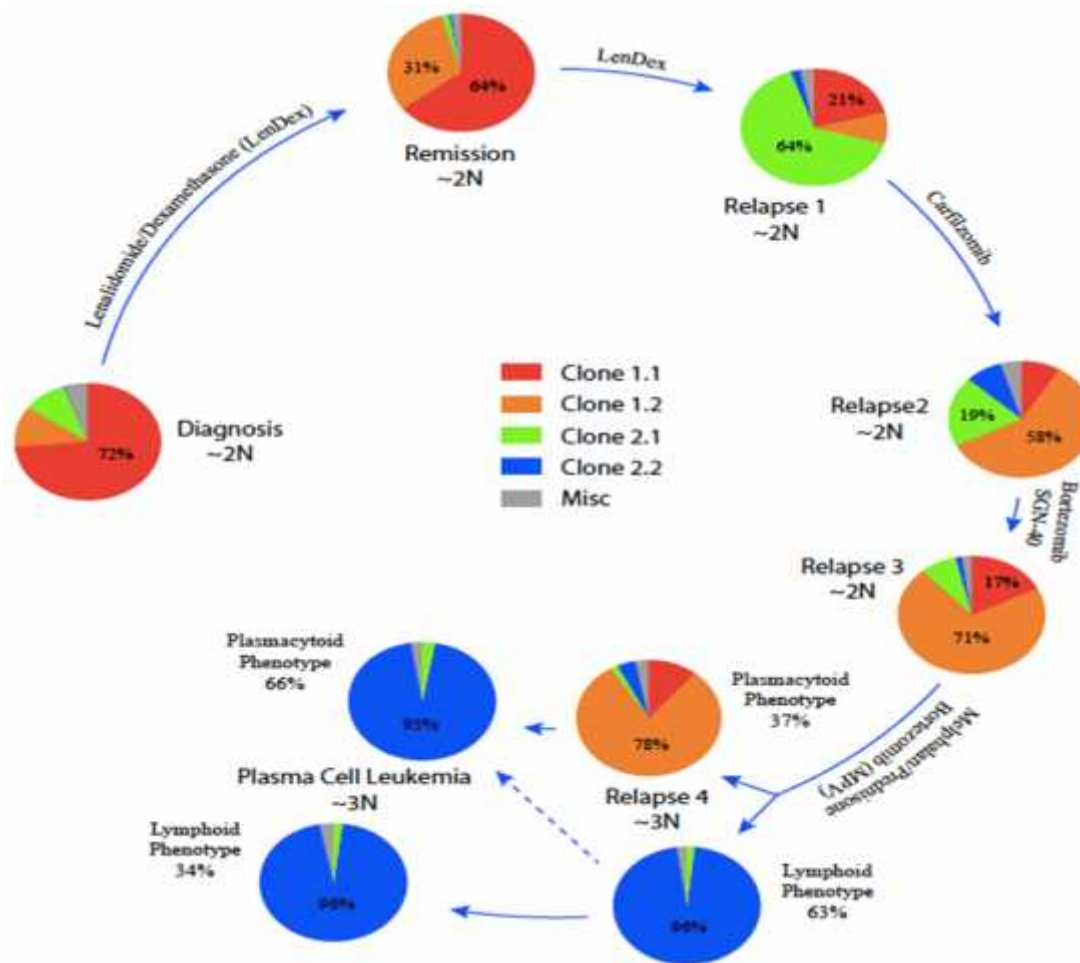 31%
64%
Remission
~2N
LenDex
21%
64%
Relapse 1
~2N
Lenalidomide/Dexamethasone (LenDex)
Carfilzomib
72%
Diagnosis
~2N
Clone 1.1
Clone 1.2
Clone 2.1
Clone 2.2
Misc
Relapse2
~2N
19%
58%
Bortezomib
SGN-40
Relapse 3
~2N
17%
71%
Plasmacytoid
Phenotype
66%
Plasmacytoid
Phenotype
37%
78%
Melphalan/Prednisone
Bortezomib (MPV)
Plasma Cell Leukemia
~3N
Relapse 4
~3N
Lymphoid
Phenotype
34%
96%
96%
Lymphoid
Phenotype
63%